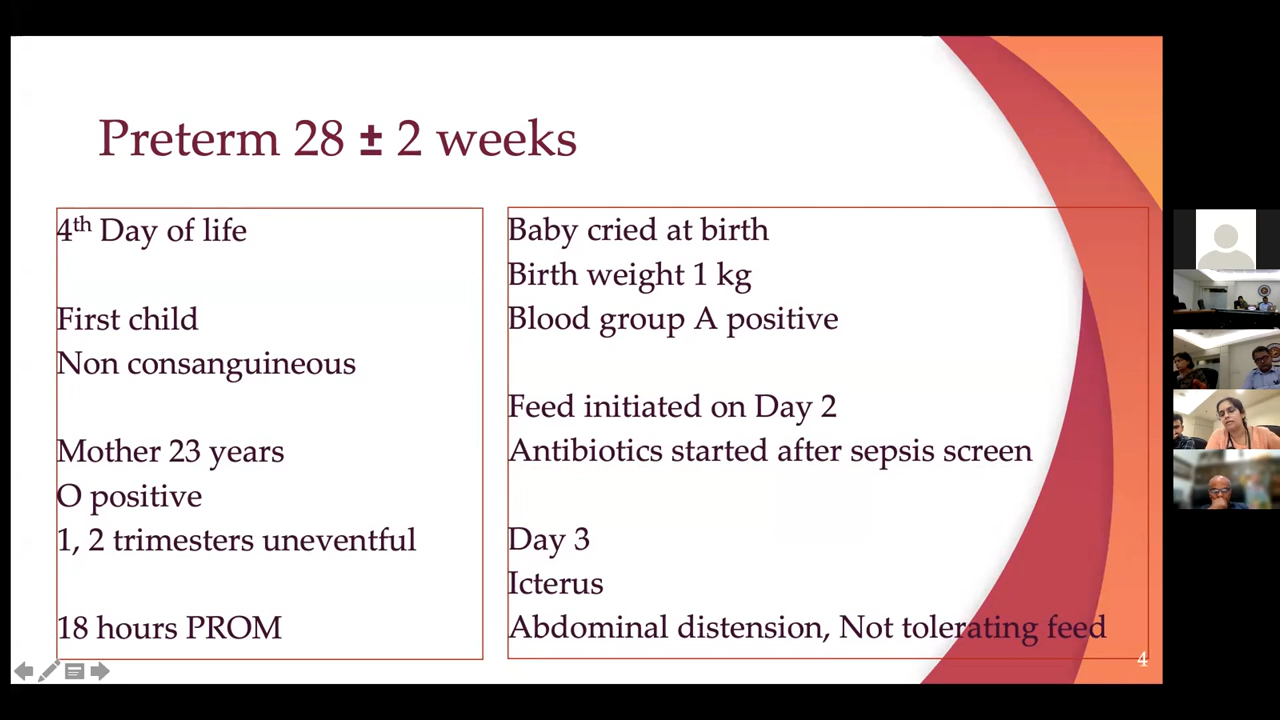 Preterm 28 ± 2 weeks
4th Day of life
First child
Non consanguineous
Mother 23 years
O positive
1, 2 trimesters uneventful
18 hours PROM
Baby cried at birth
Birth weight 1 kg
Blood group A positive
Feed initiated on Day 2
Antibiotics started after sepsis screen
Day 3
Icterus
Abdominal distension, Not tolerating feed
4